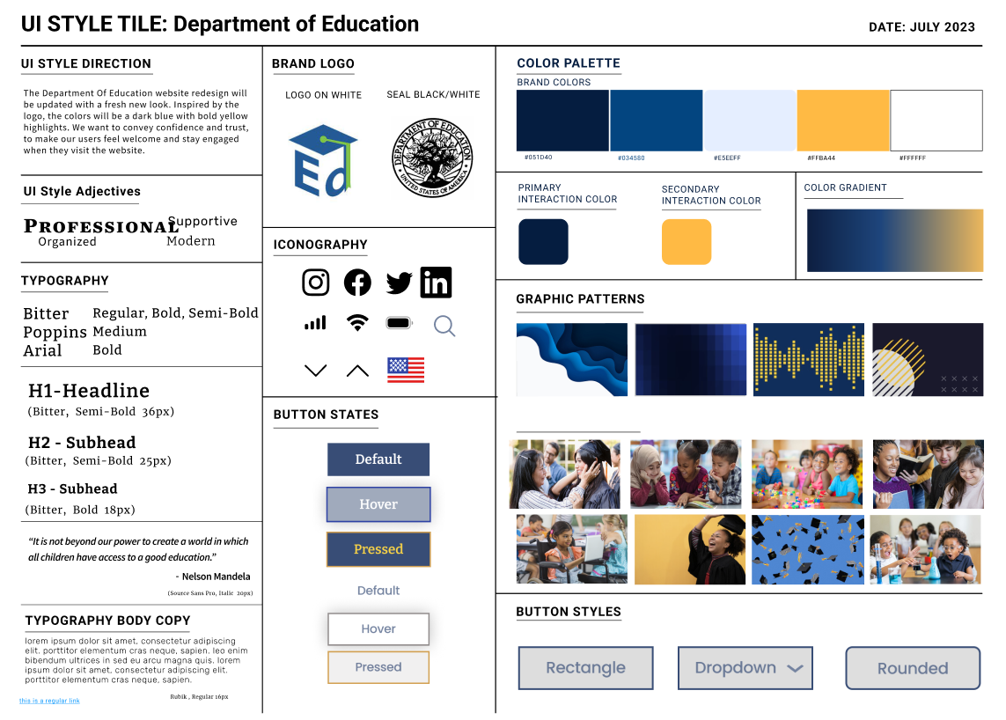 UI STYLE TILE: Department of Education
DATE: JULY 2023
UI STYLE DIRECTION
The Department Of Education website redesign will
be updated with a fresh new look. Inspired by the
logo, the colors will be a dark blue with bold yellow
highlights. We want to convey confidence and trust,
to make our users feel welcome and stay engaged
when they visit the website.
UI Style Adjectives
PROFESSIONAL
Supportive
Organized
Modern
TYPOGRAPHY
Bitter Regular, Bold, Semi-Bold
Poppins Medium
Arial Bold
H1-Headline
(Bitter, Semi-Bold 36px)
H2 - Subhead
(Bitter, Semi-Bold 25px)
H3 - Subhead
(Bitter, Bold 18px)
“It is not beyond our power to create a world in which
all children have access to a good education.”
- Nelson Mandela
(Source Sans Pro, Italic 20px)
TYPOGRAPHY BODY COPY
lorem ipsum dolor sit amet, consectetur adipiscing
elit. porttitor elementum cras neque, sapien. leo enim
bibendum ultrices in sed eu arcu magna quis. lorem
ipsum dolor sit amet, consectetur adipiscing elit.
porttitor elementum cras neque, sapien.
Rubik , Regular 16px
this is a regular link
BRAND LOGO
LOGO ON WHITE
SEAL BLACK/WHITE
Ed
DEPARTMENT OF EDUCATION
UNITED STATES OF AMERICA
ICONOGRAPHY
in
BUTTON STATES
Default
Hover
Pressed
Default
Hover
Pressed
COLOR PALETTE
BRAND COLORS
#051D40
#034580
#E5EEFF
#FFBA44
#FFFFFF
PRIMARY
INTERACTION COLOR
SECONDARY
INTERACTION COLOR
COLOR GRADIENT
GRAPHIC PATTERNS
BUTTON STYLES
Rectangle
Dropdown
Rounded